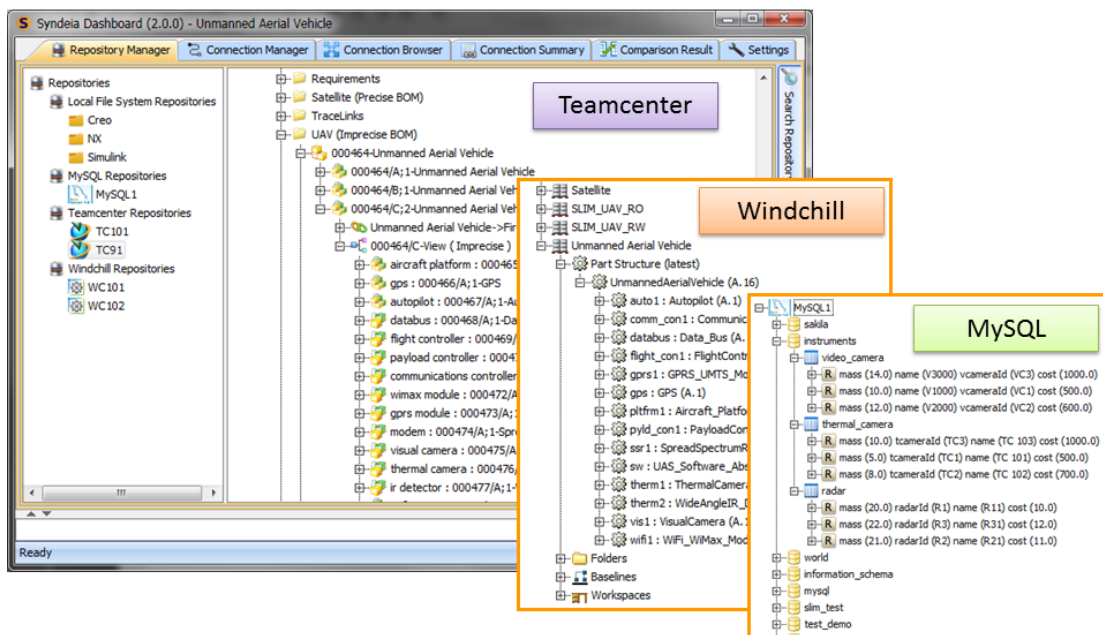 Syndeia Dashboard (2.0.0) - Unmanned Aerial Vehicle
Repository Manager
Connection Manager
Connection Browser
Connection Summary
Comparison Result
Settings
Repositories
Local File System Repositories
Creo
NX
Simulink
MySQL Repositories
MySQL1
Teamcenter Repositories
TC101
TC91
Windchill Repositories
WC101
WC102
Requirements
Satellite (Precise BOM)
TraceLinks
UAV (Imprecise BOM)
000464-Unmanned Aerial Vehicle
000464/A;1-Unmanned Aerial Vehicle
000464/B;1-Unmanned Aerial Veh
000464/C;2-Unmanned Aerial Veh
Unmanned Aerial Vehicle->Fir
000464/C-View ( Imprecise )
aircraft platform : 000465
gps : 000466/A;1-GPS
autopilot : 000467/A;1-Au
databus : 000468/A;1-Da
flight controller : 000469/
payload controller : 00047
communications controller
wimax module : 000472/A
gprs module : 000473/A;1
modem : 000474/A;1-Spre
visual camera : 000475/A
thermal camera : 000476/
ir detector : 000477/A;1-
Search Repository
Ready
Teamcenter
Satellite
SLIM_UAV_RO
SLIM_UAV_RW
Unmanned Aerial Vehicle
Part Structure (latest)
UnmannedAerialVehicle (A.16)
auto1 : Autopilot (A.1)
comm_con1 : Communic
databus : Data_Bus (A.
flight_con1 : FlightContr
gprs1 : GPRS_UMTS_Mo
gps : GPS (A.1)
pltfrm1 : Aircraft_Platfo
pyld_con1 : PayloadCon
ssr1 : SpreadSpectrumR
sw : UAS_Software_Abs
therm1 : ThermalCamera
therm2 : WideAngleIR_D
vis1 : VisualCamera (A.1
wifi1 : WiFi_WiMax_Mod
Folders
Baselines
Workspaces
Windchill
MySQL1
sakila
instruments
video_camera
R mass (14.0) name (V3000) vcameraId (VC3) cost (1000.0)
R mass (10.0) name (V1000) vcameraId (VC1) cost (500.0)
R mass (12.0) name (V2000) vcameraId (VC2) cost (600.0)
thermal_camera
R mass (10.0) tcameraId (TC3) name (TC 103) cost (1000.0)
R mass (5.0) tcameraId (TC1) name (TC 101) cost (500.0)
R mass (8.0) tcameraId (TC2) name (TC 102) cost (700.0)
radar
R mass (20.0) radarId (R1) name (R11) cost (10.0)
R mass (22.0) radarId (R3) name (R31) cost (12.0)
R mass (21.0) radarId (R2) name (R21) cost (11.0)
world
information_schema
mysql
slim_test
test_demo
MySQL